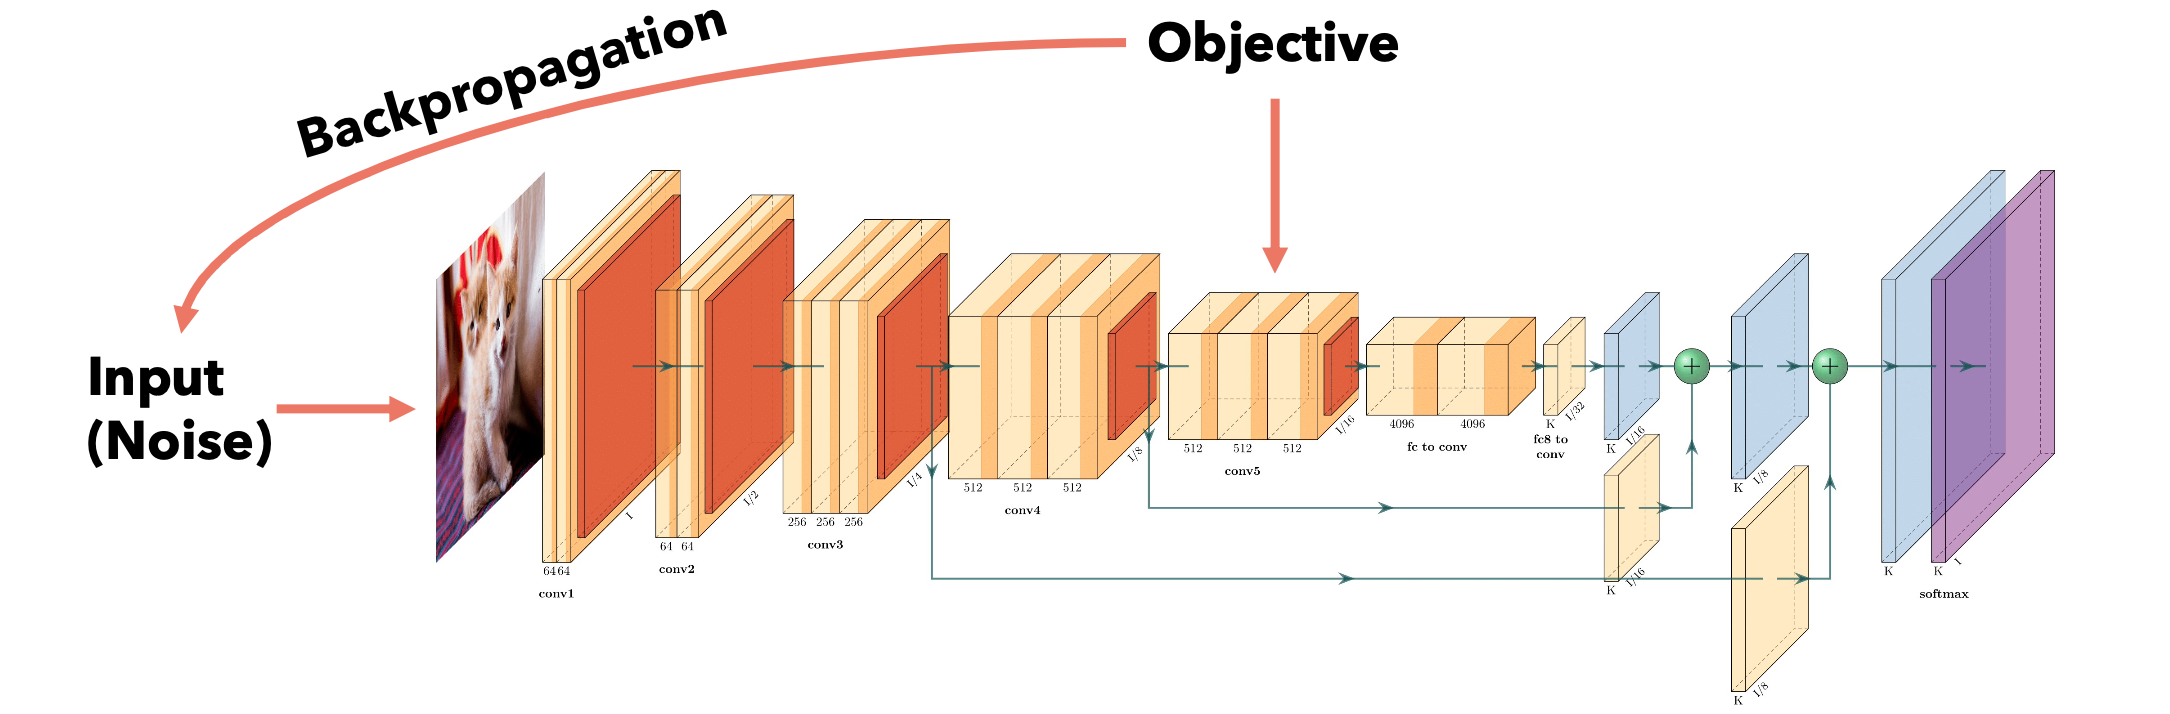 Backpropagation
Objective
Input
(Noise)
64 64
I
conv1
64 64
I/2
conv2
256 256 256
I/4
conv3
512 512 512
I/8
conv4
512 512 512
I/16
conv5
4096 4096
fc to conv
K
I/32
fc8 to
conv
K
I/16
K
I/16
+
K
I/8
K
I/8
+
K
K
I
softmax